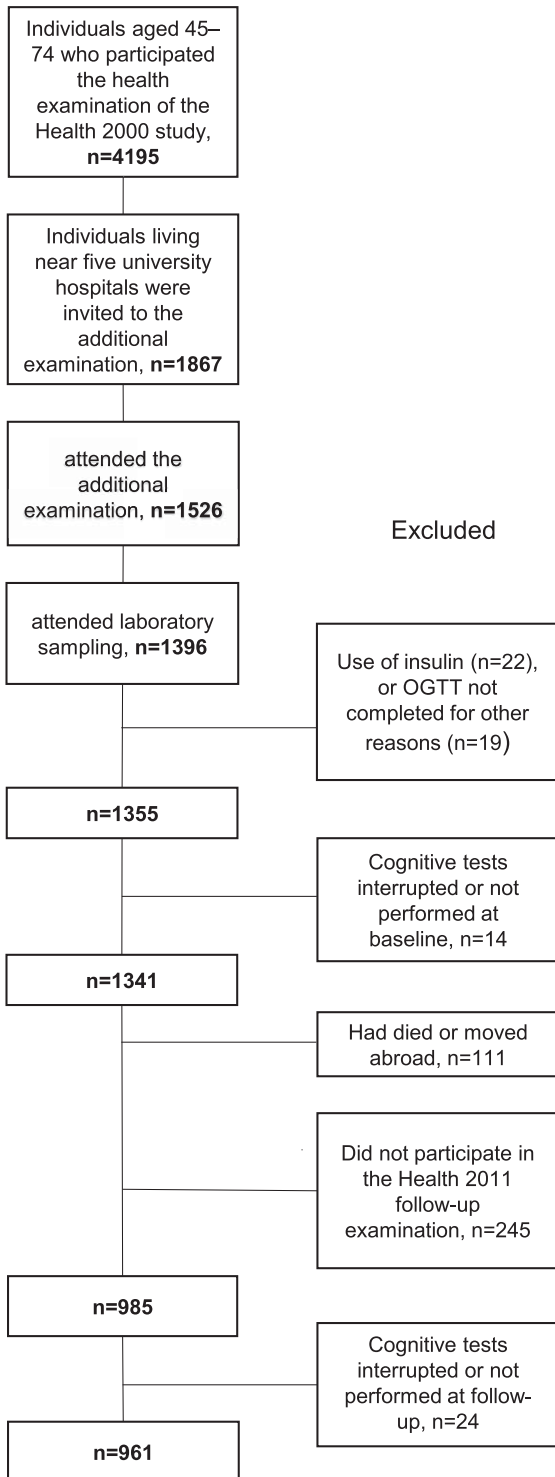 Individuals aged 45–
74 who participated
the health
examination of the
Health 2000 study,
n=4195
Individuals living
near five university
hospitals were
invited to the
additional
examination, n=1867
attended the
additional
examination, n=1526
Excluded
attended laboratory
sampling, n=1396
Use of insulin (n=22),
or OGTT not
completed for other
reasons (n=19)
n=1355
Cognitive tests
interrupted or not
performed at
baseline, n=14
n=1341
Had died or moved
abroad, n=111
Did not participate in
the Health 2011
follow-up
examination, n=245
n=985
Cognitive tests
interrupted or not
performed at follow-
up, n=24
n=961